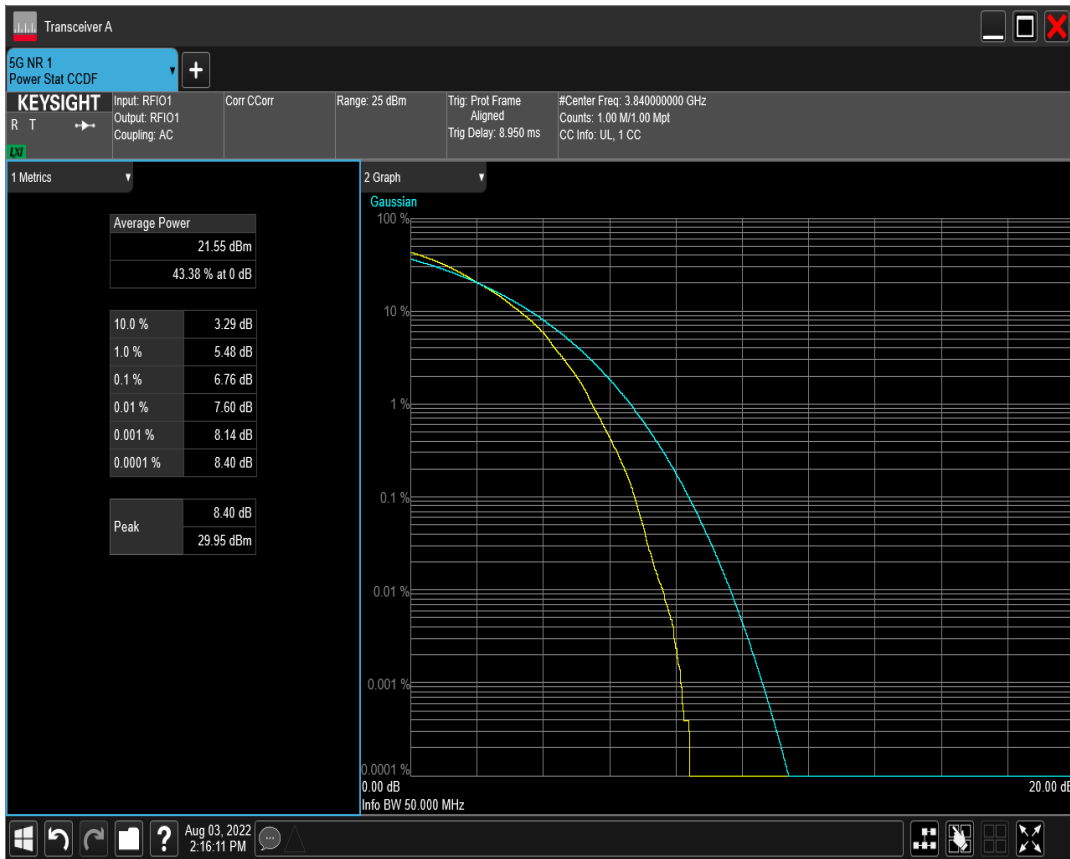 Transceiver A
5G NR 1
Power Stat CCDF
+
KEYSIGHT
R T
LXI
Input: RFIO1
Output: RFIO1
Coupling: AC
Corr CCorr
Range: 25 dBm
Trig: Prot Frame
Aligned
Trig Delay: 8.950 ms
#Center Freq: 3.840000000 GHz
Counts: 1.00 M/1.00 Mpt
CC Info: UL, 1 CC
1 Metrics
Average Power
21.55 dBm
43.38 % at 0 dB
10.0 % 3.29 dB
1.0 % 5.48 dB
0.1 % 6.76 dB
0.01 % 7.60 dB
0.001 % 8.14 dB
0.0001 % 8.40 dB
Peak
8.40 dB
29.95 dBm
2 Graph
Gaussian
100 %
10 %
1 %
0.1 %
0.01 %
0.001 %
0.0001 %
0.00 dB 20.00 dB
Info BW 50.000 MHz
?
Aug 03, 2022
2:16:11 PM